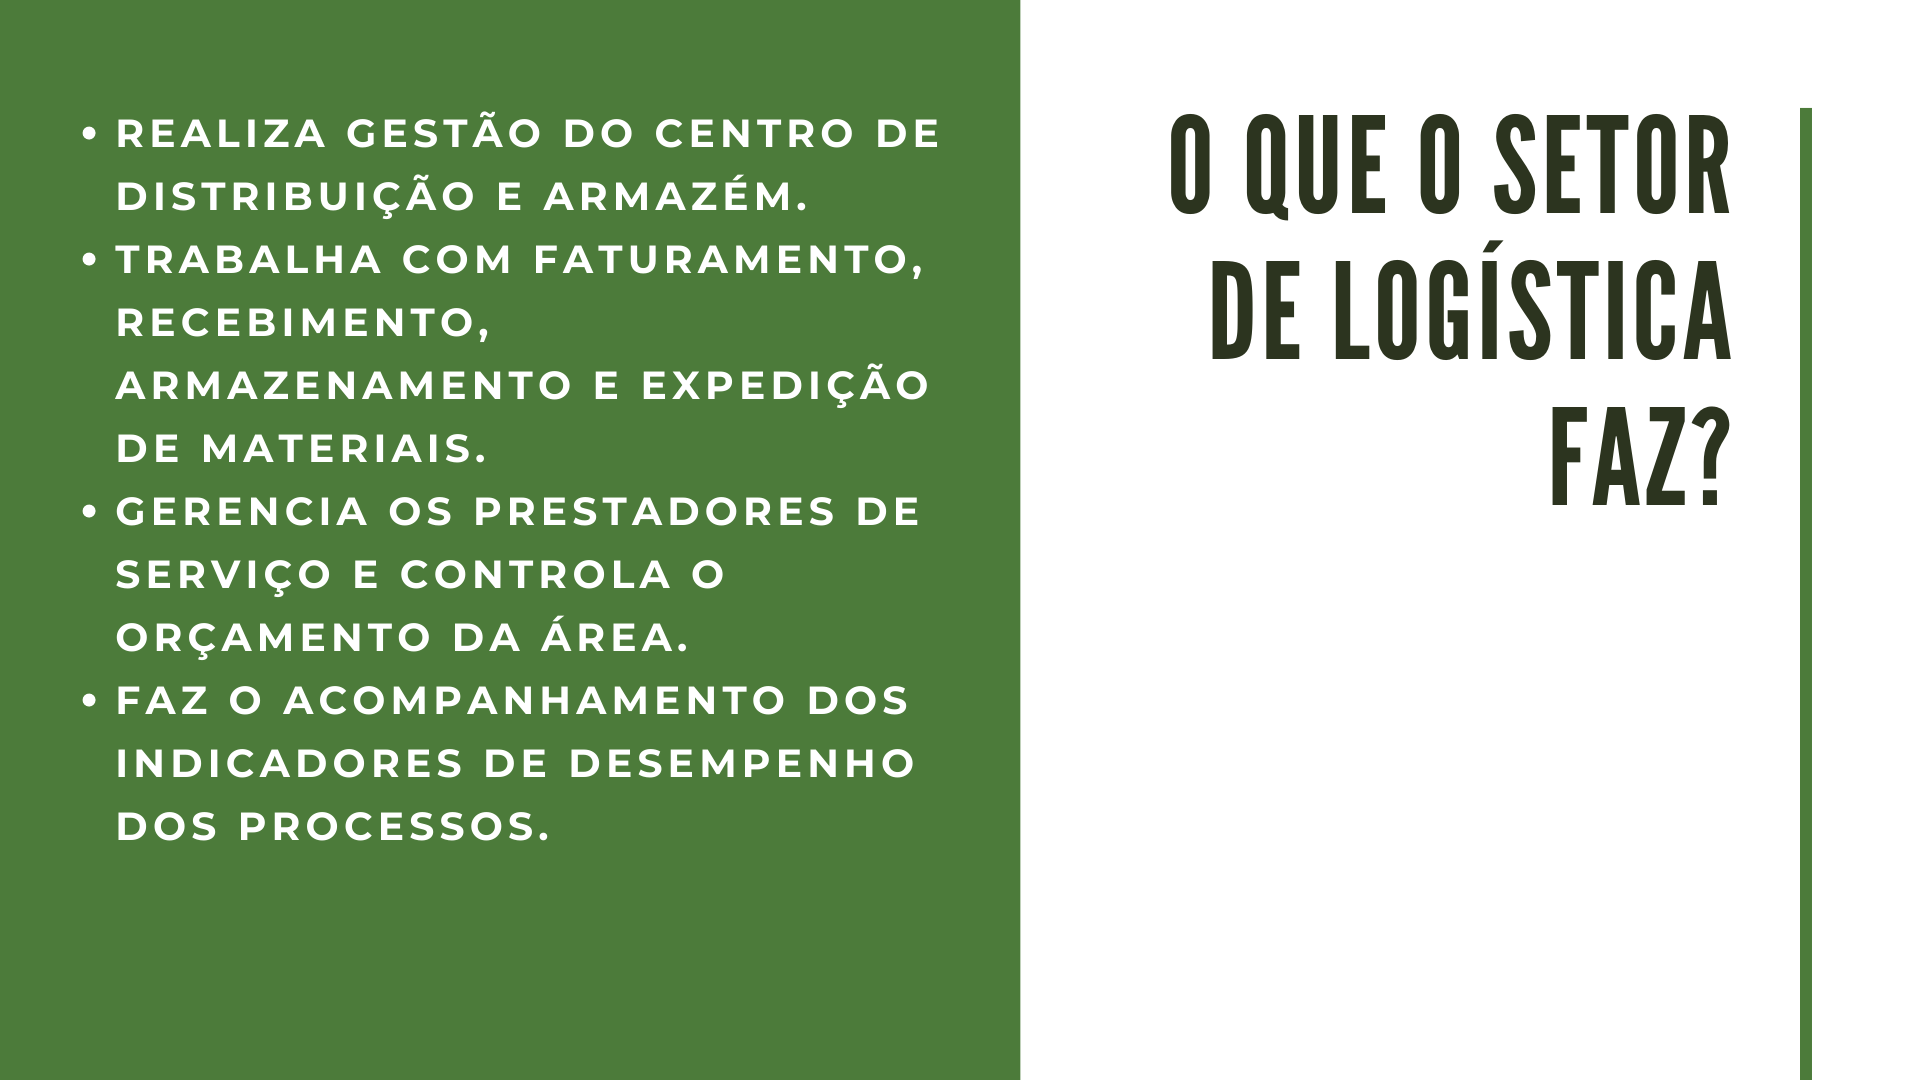 • REALIZA GESTÃO DO CENTRO DE
DISTRIBUIÇÃO E ARMAZÉM.
• TRABALHA COM FATURAMENTO,
RECEBIMENTO,
ARMAZENAMENTO E EXPEDIÇÃO
DE MATERIAIS.
• GERENCIA OS PRESTADORES DE
SERVIÇO E CONTROLA O
ORÇAMENTO DA ÁREA.
• FAZ O ACOMPANHAMENTO DOS
INDICADORES DE DESEMPENHO
DOS PROCESSOS.
O QUE O SETOR
DE LOGÍSTICA
FAZ?